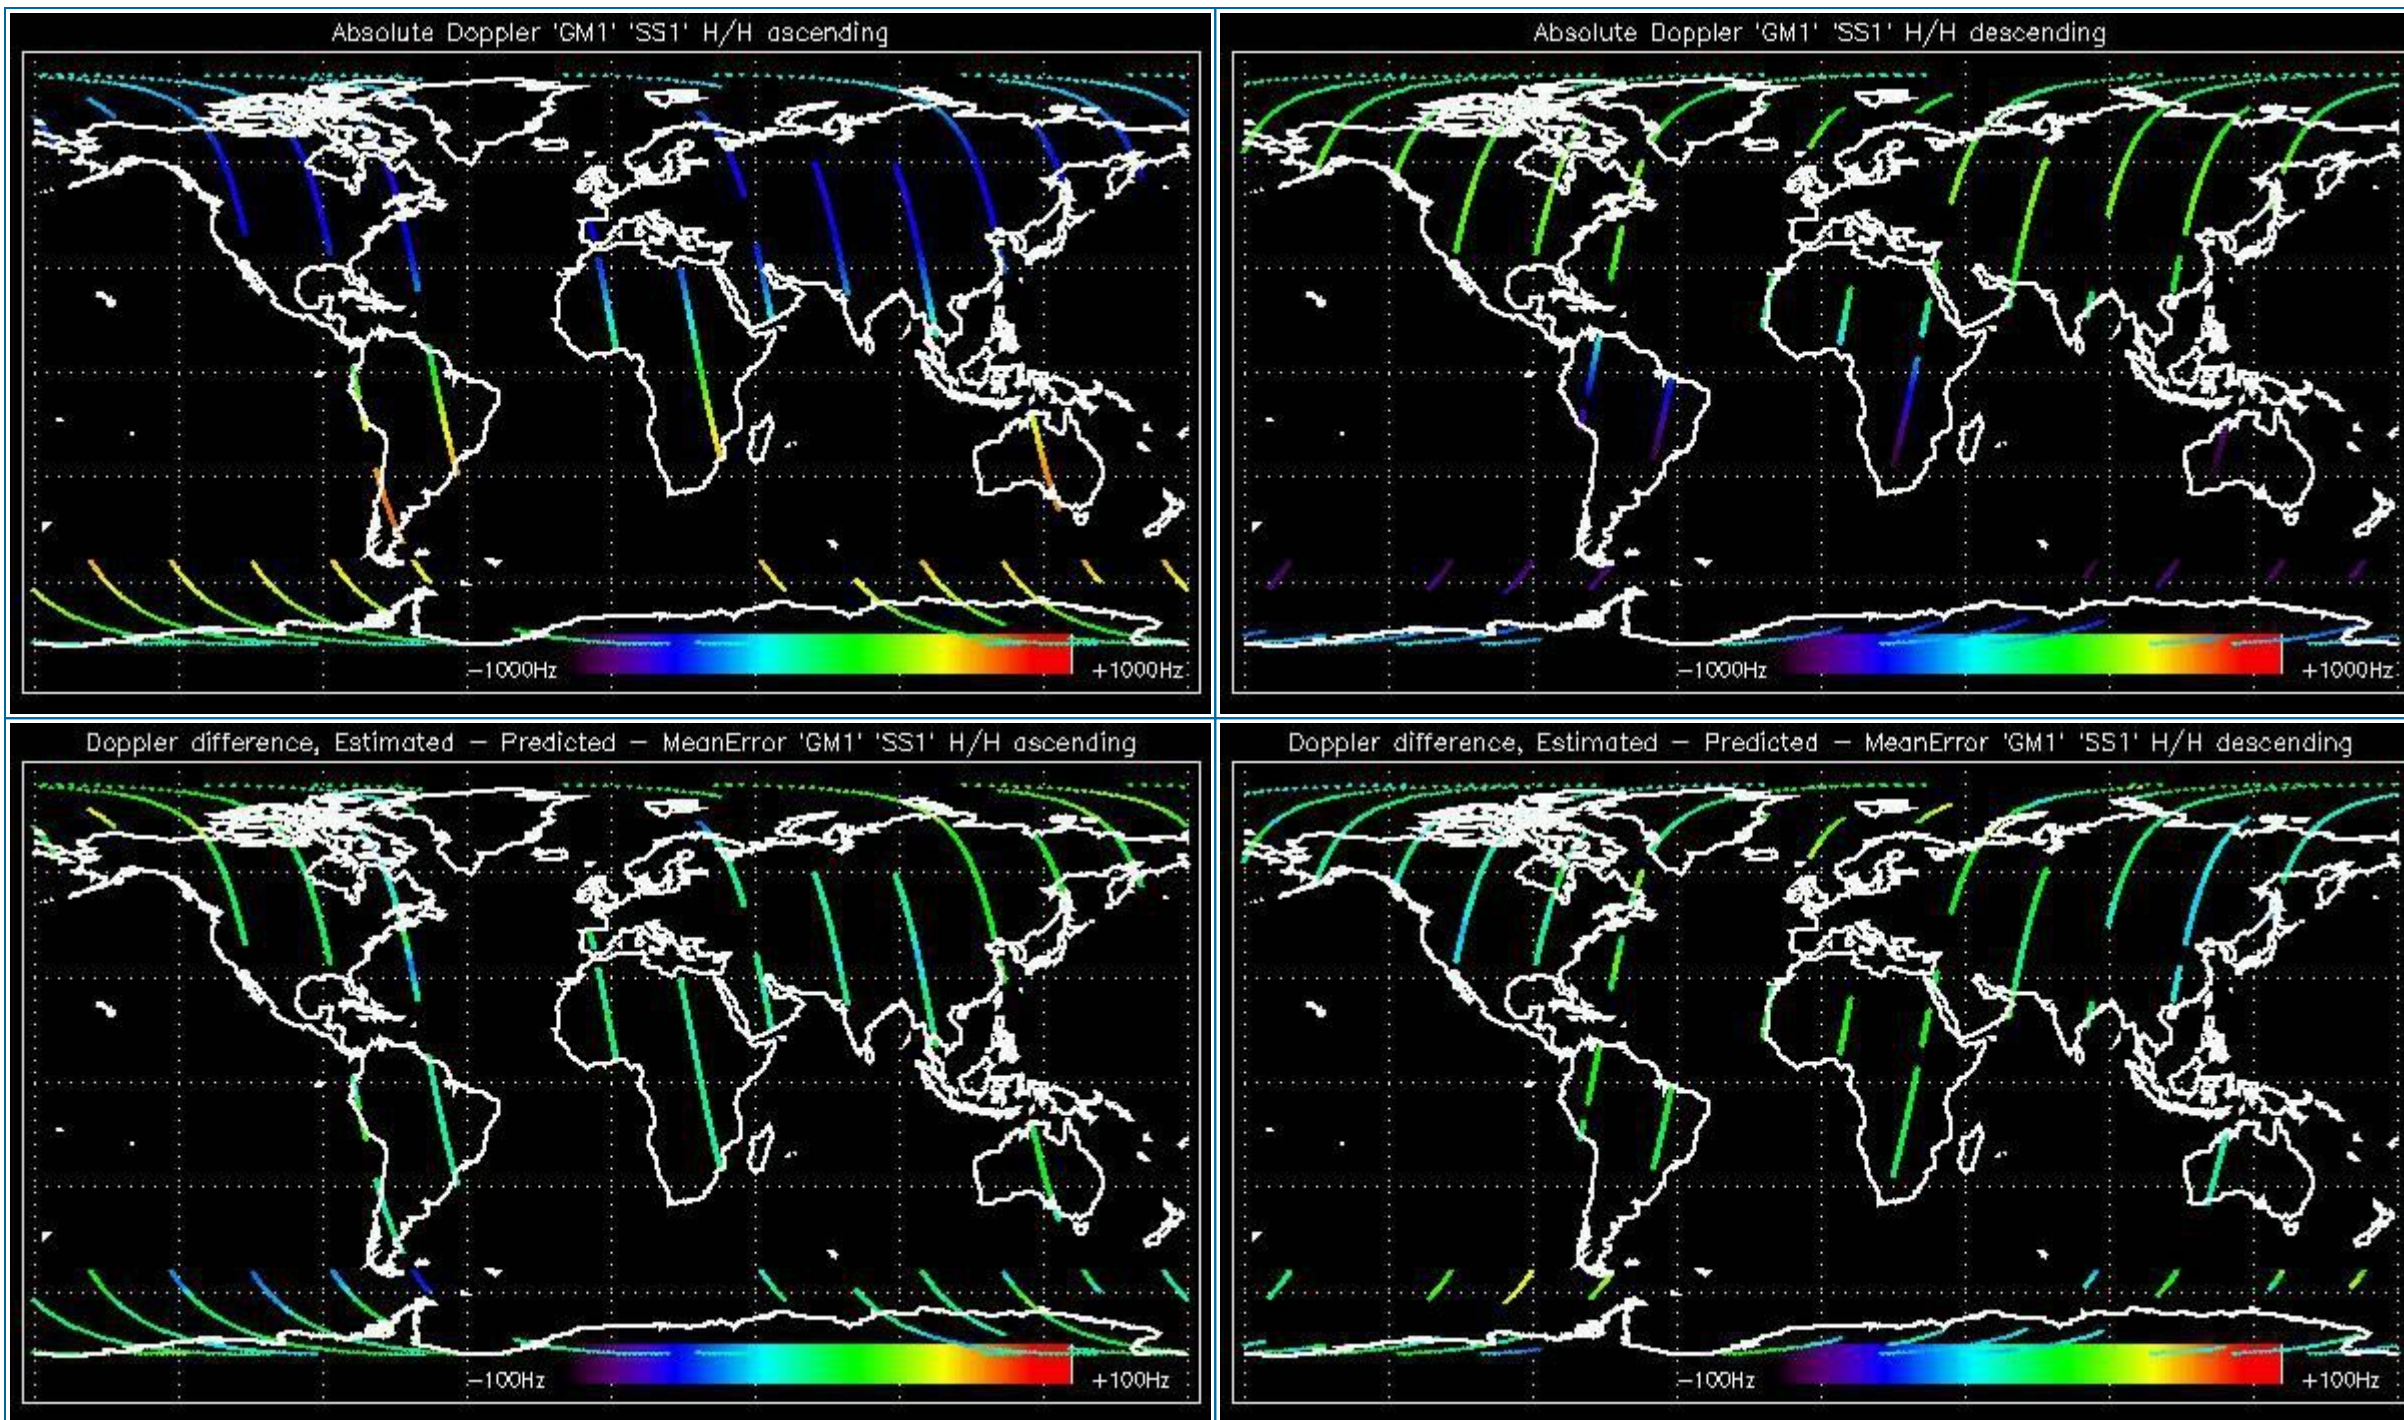 Absolute Doppler 'GM1' 'SS1' H/H ascending
−1000Hz
+1000Hz
Absolute Doppler 'GM1' 'SS1' H/H descending
−1000Hz
+1000Hz
Doppler difference, Estimated − Predicted − MeanError 'GM1' 'SS1' H/H ascending
−100Hz
+100Hz
Doppler difference, Estimated − Predicted − MeanError 'GM1' 'SS1' H/H descending
−100Hz
+100Hz